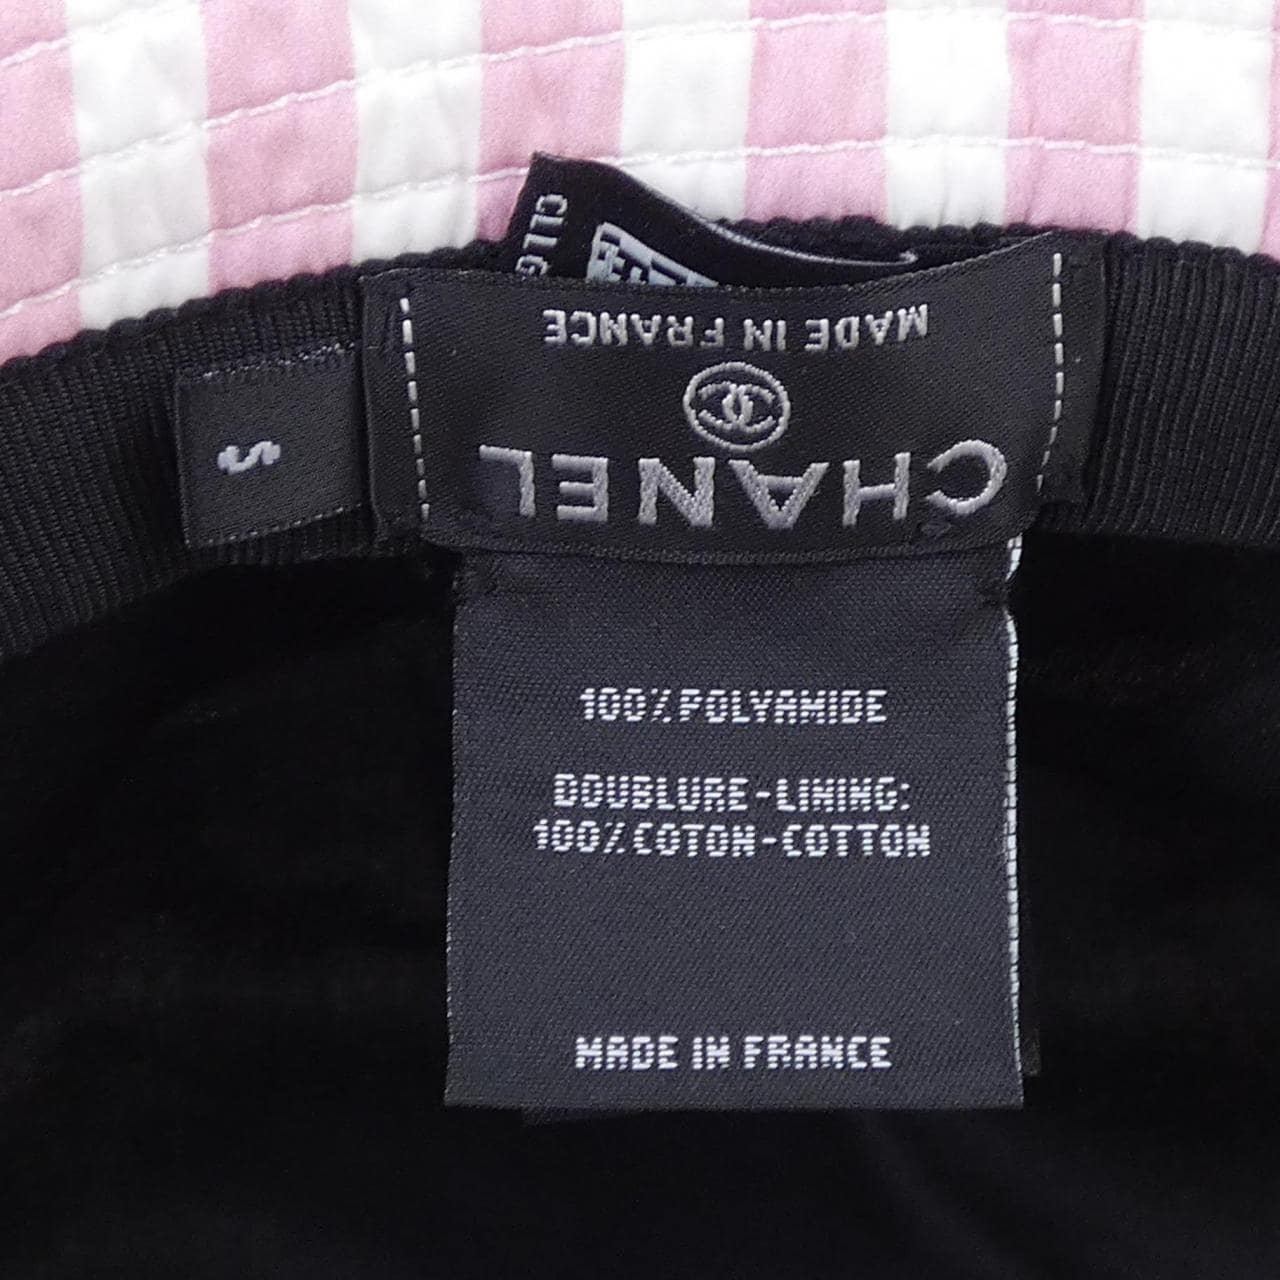 CHANEL
MADE IN FRANCE
S
100% POLYAMIDE
DOUBLURE-LINING:
100% COTON-COTTON
MADE IN FRANCE